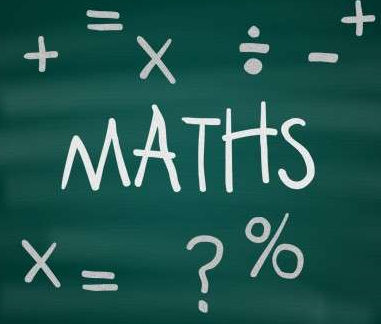 + = × ÷ - +
MATHS
× = ? %